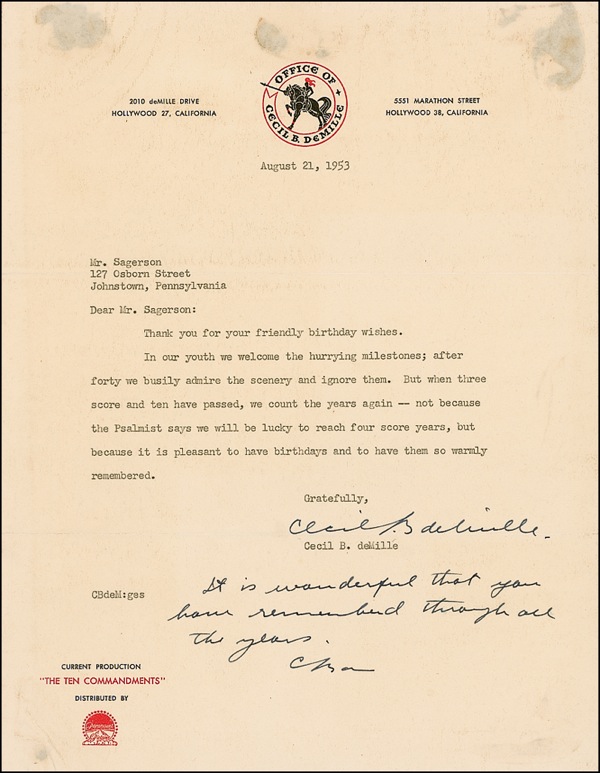 OFFICE OF
CECIL B. DEMILLE
2010 deMILLE DRIVE
HOLLYWOOD 27, CALIFORNIA
5551 MARATHON STREET
HOLLYWOOD 38, CALIFORNIA
August 21, 1953
Mr. Sagerson
127 Osborn Street
Johnstown, Pennsylvania
Dear Mr. Sagerson:
Thank you for your friendly birthday wishes.
In our youth we welcome the hurrying milestones; after
forty we busily admire the scenery and ignore them. But when three
score and ten have passed, we count the years again -- not because
the Psalmist says we will be lucky to reach four score years, but
because it is pleasant to have birthdays and to have them so warmly
remembered.
Gratefully,
Cecil B deMille.
Cecil B. deMille
CBdeM:ges
It is wonderful that you
have rememberd through all
the years.
CURRENT PRODUCTION
"THE TEN COMMANDMENTS"
DISTRIBUTED BY
Paramount